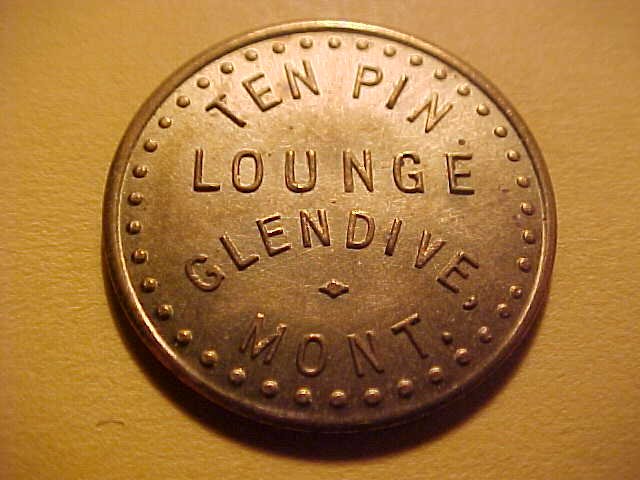 TEN PIN
LOUNGE
GLENDIVE,
MONT.